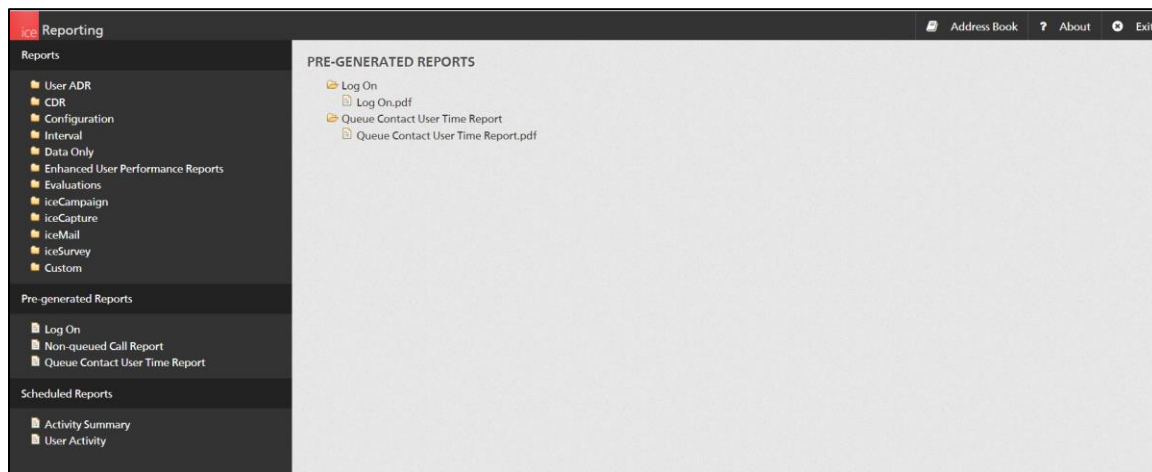 ice Reporting
Address Book
? About
Exit
Reports
User ADR
CDR
Configuration
Interval
Data Only
Enhanced User Performance Reports
Evaluations
iceCampaign
iceCapture
iceMail
iceSurvey
Custom
Pre-generated Reports
Log On
Non-queued Call Report
Queue Contact User Time Report
Scheduled Reports
Activity Summary
User Activity
PRE-GENERATED REPORTS
Log On
Log On.pdf
Queue Contact User Time Report
Queue Contact User Time Report.pdf